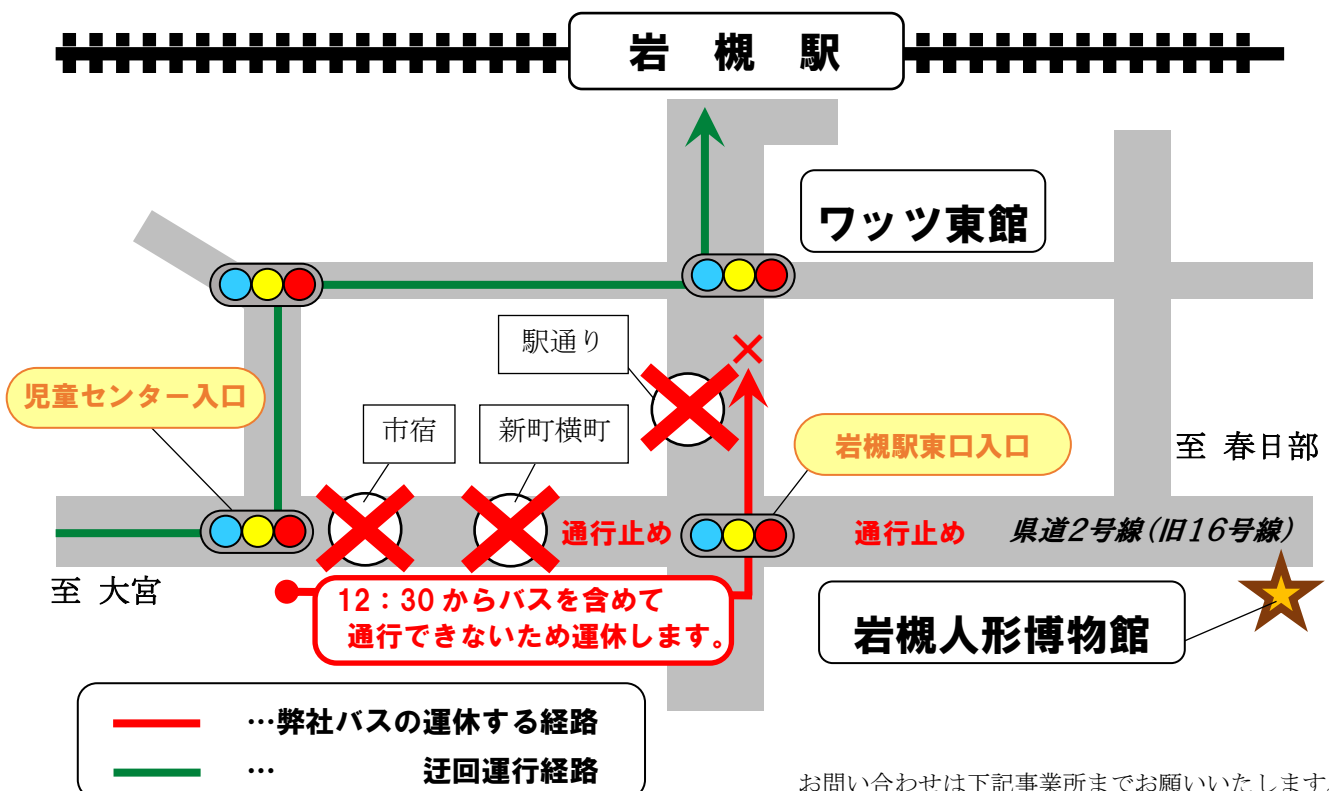 岩 槻 駅
ワッツ東館
駅通り
児童センター入口
市宿
新町横町
岩槻駅東口入口
至 春日部
通行止め
通行止め
県道2号線(旧16号線)
至 大宮
12:30からバスを含めて
通行できないため運休します。
岩槻人形博物館
…弊社バスの運休する経路
… 迂回運行経路
お問い合わせは下記事業所までお願いいたします。